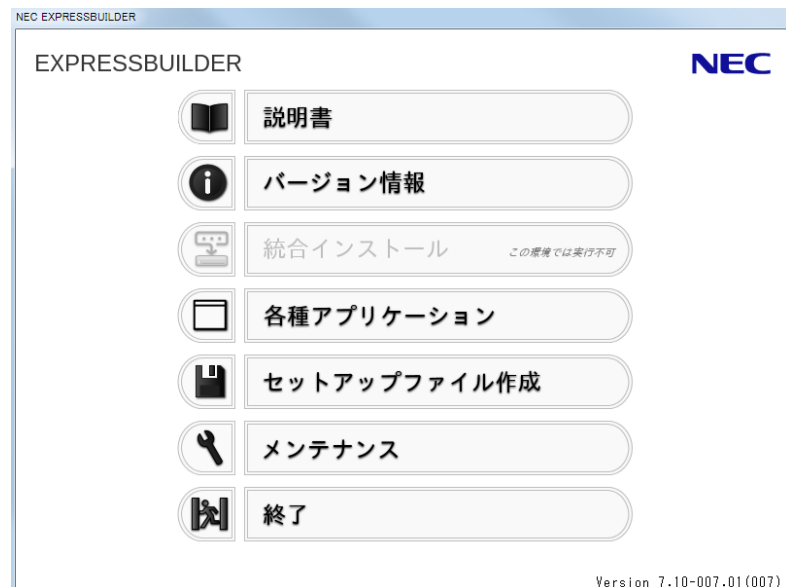 NEC EXPRESSBUILDER
EXPRESSBUILDER
NEC
説明書
バージョン情報
統合インストール この環境では実行不可
各種アプリケーション
セットアップファイル作成
メンテナンス
終了
Version 7.10-007.01(007)